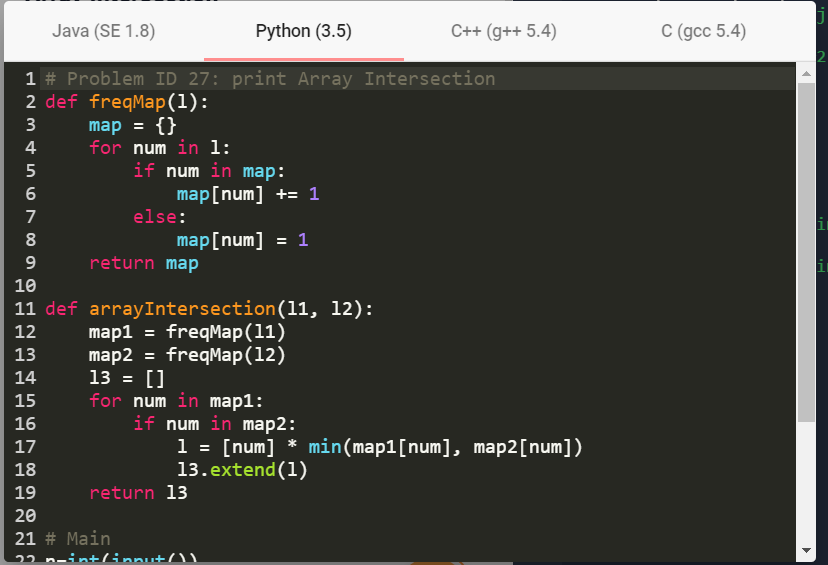 Java (SE 1.8) Python (3.5) C++ (g++ 5.4) C (gcc 5.4)
1 # Problem ID 27: print Array Intersection
2 def freqMap(l):
3     map = {}
4     for num in l:
5         if num in map:
6             map[num] += 1
7         else:
8             map[num] = 1
9     return map
10
11 def arrayIntersection(l1, l2):
12     map1 = freqMap(l1)
13     map2 = freqMap(l2)
14     l3 = []
15     for num in map1:
16         if num in map2:
17             l = [num] * min(map1[num], map2[num])
18             l3.extend(l)
19     return l3
20
21 # Main
22 n=int(input())